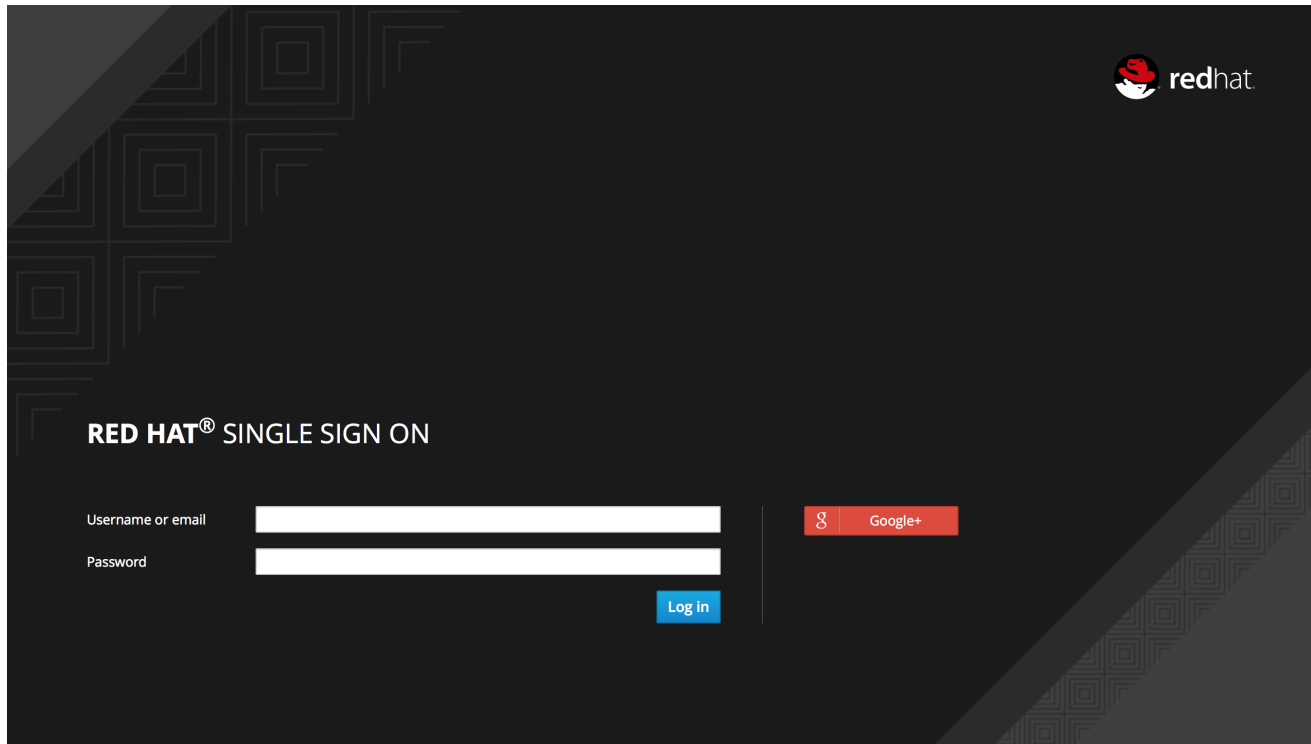 redhat.
RED HAT® SINGLE SIGN ON
Username or email
Password
Log in
g Google+